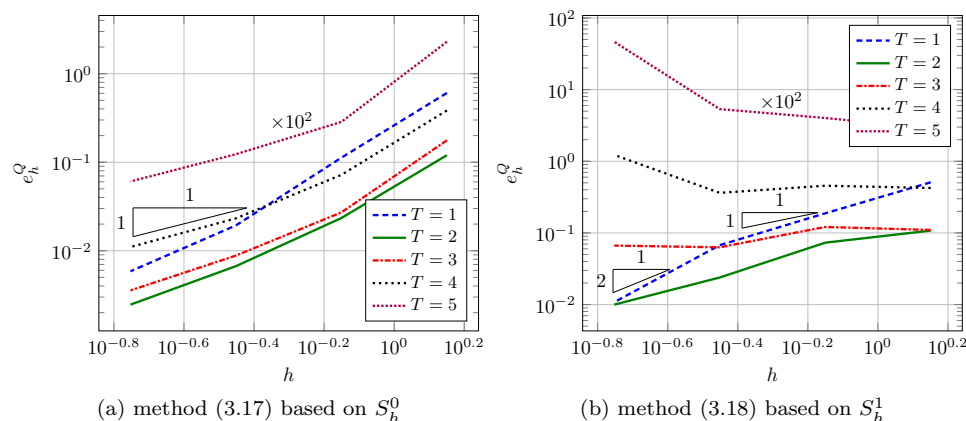 10^0
10^{-1}
10^{-2}
e_h^Q
×10^2
1
1
T = 1
T = 2
T = 3
T = 4
T = 5
10^{-0.8}
10^{-0.6}
10^{-0.4}
10^{-0.2}
10^0
10^{0.2}
h
(a) method (3.17) based on S_h^0
10^2
10^1
10^0
10^{-1}
10^{-2}
e_h^Q
×10^2
1
1
1
2
T = 1
T = 2
T = 3
T = 4
T = 5
10^{-0.8}
10^{-0.6}
10^{-0.4}
10^{-0.2}
10^0
10^{0.2}
h
(b) method (3.18) based on S_h^1